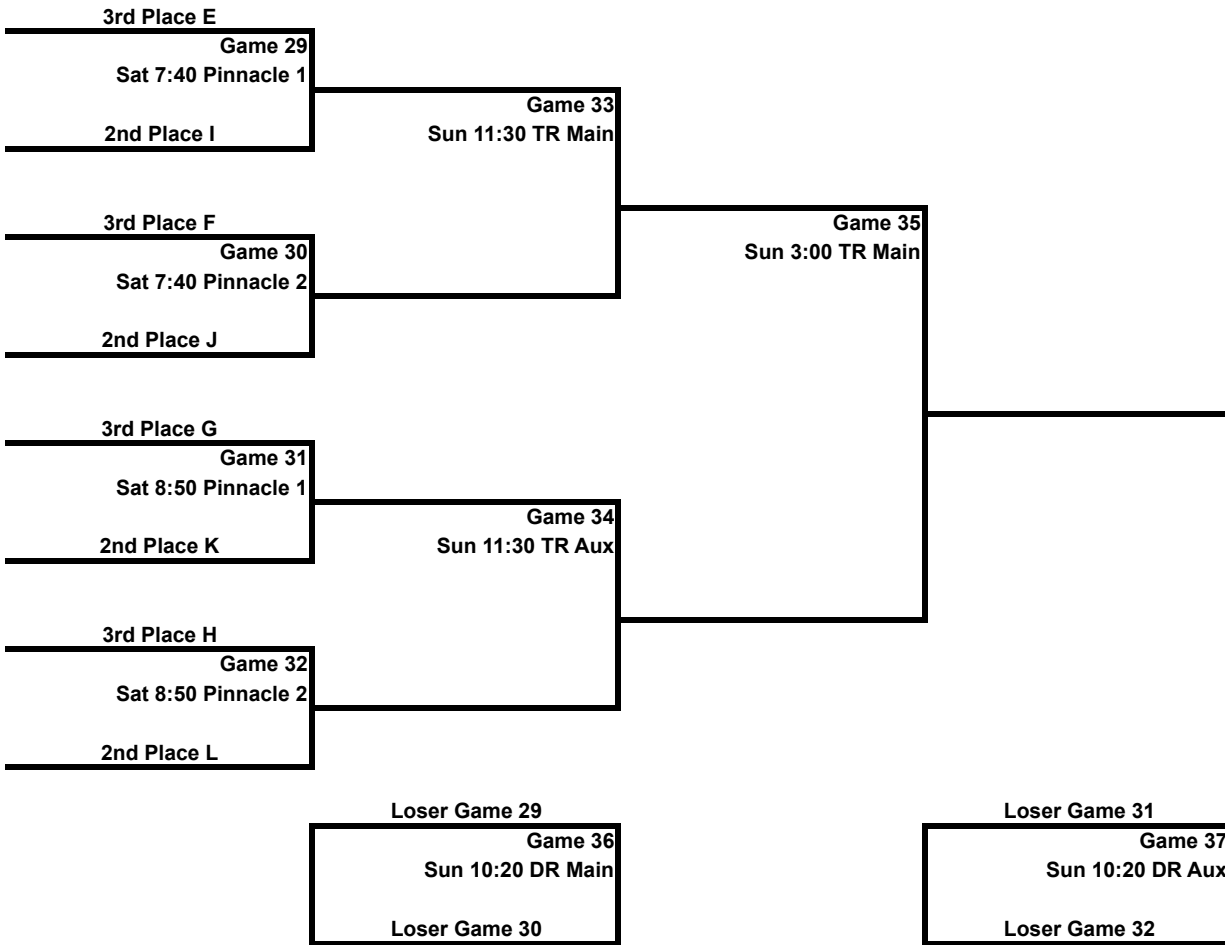 3rd Place E
Game 29
Sat 7:40 Pinnacle 1
2nd Place I
Game 33
Sun 11:30 TR Main
3rd Place F
Game 30
Sat 7:40 Pinnacle 2
2nd Place J
Game 35
Sun 3:00 TR Main
3rd Place G
Game 31
Sat 8:50 Pinnacle 1
2nd Place K
Game 34
Sun 11:30 TR Aux
3rd Place H
Game 32
Sat 8:50 Pinnacle 2
2nd Place L
Loser Game 29
Game 36
Sun 10:20 DR Main
Loser Game 30
Loser Game 31
Game 37
Sun 10:20 DR Aux
Loser Game 32